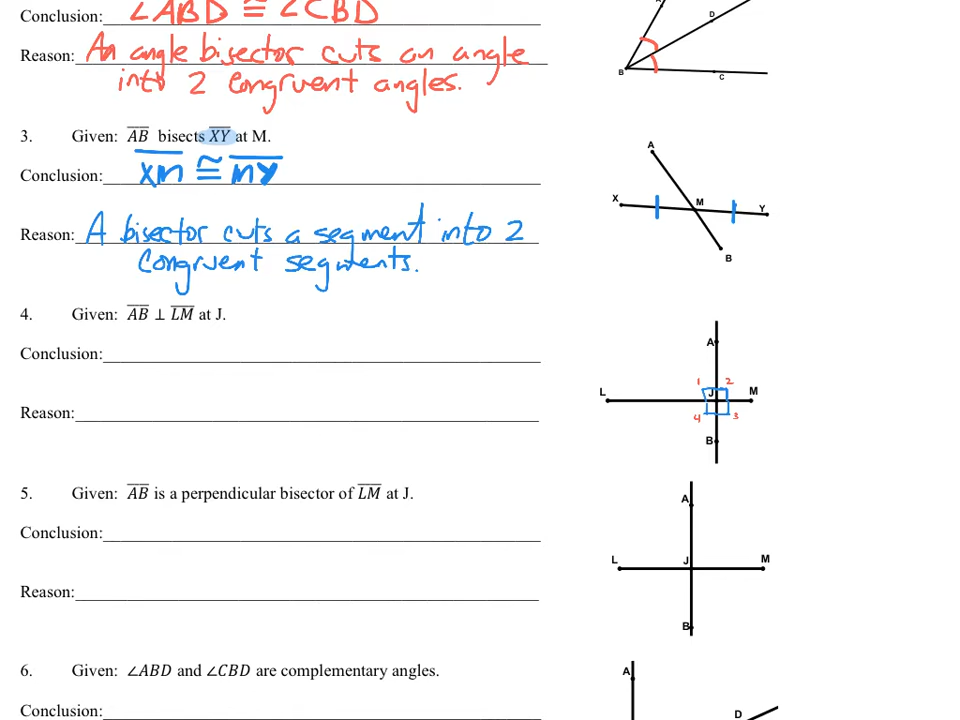 Conclusion: ∠ABD ≅ ∠CBD
Reason: An angle bisector cuts an angle
into 2 congruent angles.
D
B
C
3. Given: AB bisects XY at M.
Conclusion: XM ≅ MY
Reason: A bisector cuts a segment into 2
congruent segments.
A
X
M
Y
B
4. Given: AB ⊥ LM at J.
Conclusion:
Reason:
A
1 2
L J M
4 3
B
5. Given: AB is a perpendicular bisector of LM at J.
Conclusion:
Reason:
A
L J M
B
6. Given: ∠ABD and ∠CBD are complementary angles.
Conclusion:
A
D